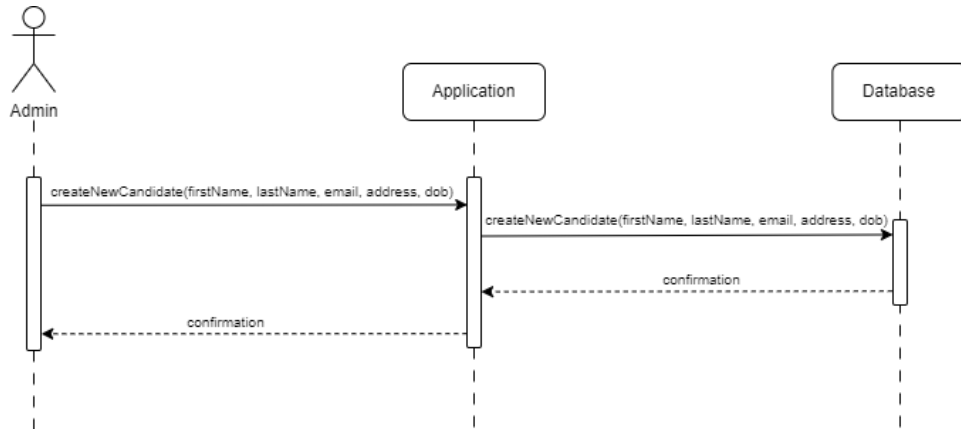 Admin
Application
Database
createNewCandidate(firstName, lastName, email, address, dob)
createNewCandidate(firstName, lastName, email, address, dob)
confirmation
confirmation